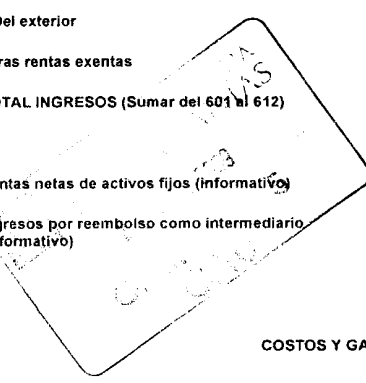 Del exterior
ras rentas exentas
TAL INGRESOS (Sumar del 601 al 612)
ntas netas de activos fijos (informativo)
gresos por reembolso como intermediario
formativo)
COSTOS Y GA